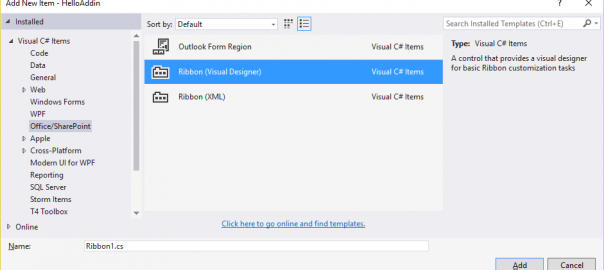 Add New Item - HelloAddin
Installed
Sort by: Default
Search Installed Templates (Ctrl+E)
Visual C# Items
Code
Data
General
Web
Windows Forms
WPF
Office/SharePoint
Apple
Cross-Platform
Modern UI for WPF
Reporting
SQL Server
Storm Items
T4 Toolbox
Online
Outlook Form Region Visual C# Items
Ribbon (Visual Designer) Visual C# Items
Ribbon (XML) Visual C# Items
Type: Visual C# Items
A control that provides a visual designer
for basic Ribbon customization tasks
Click here to go online and find templates.
Name: Ribbon1.cs
Add Cancel